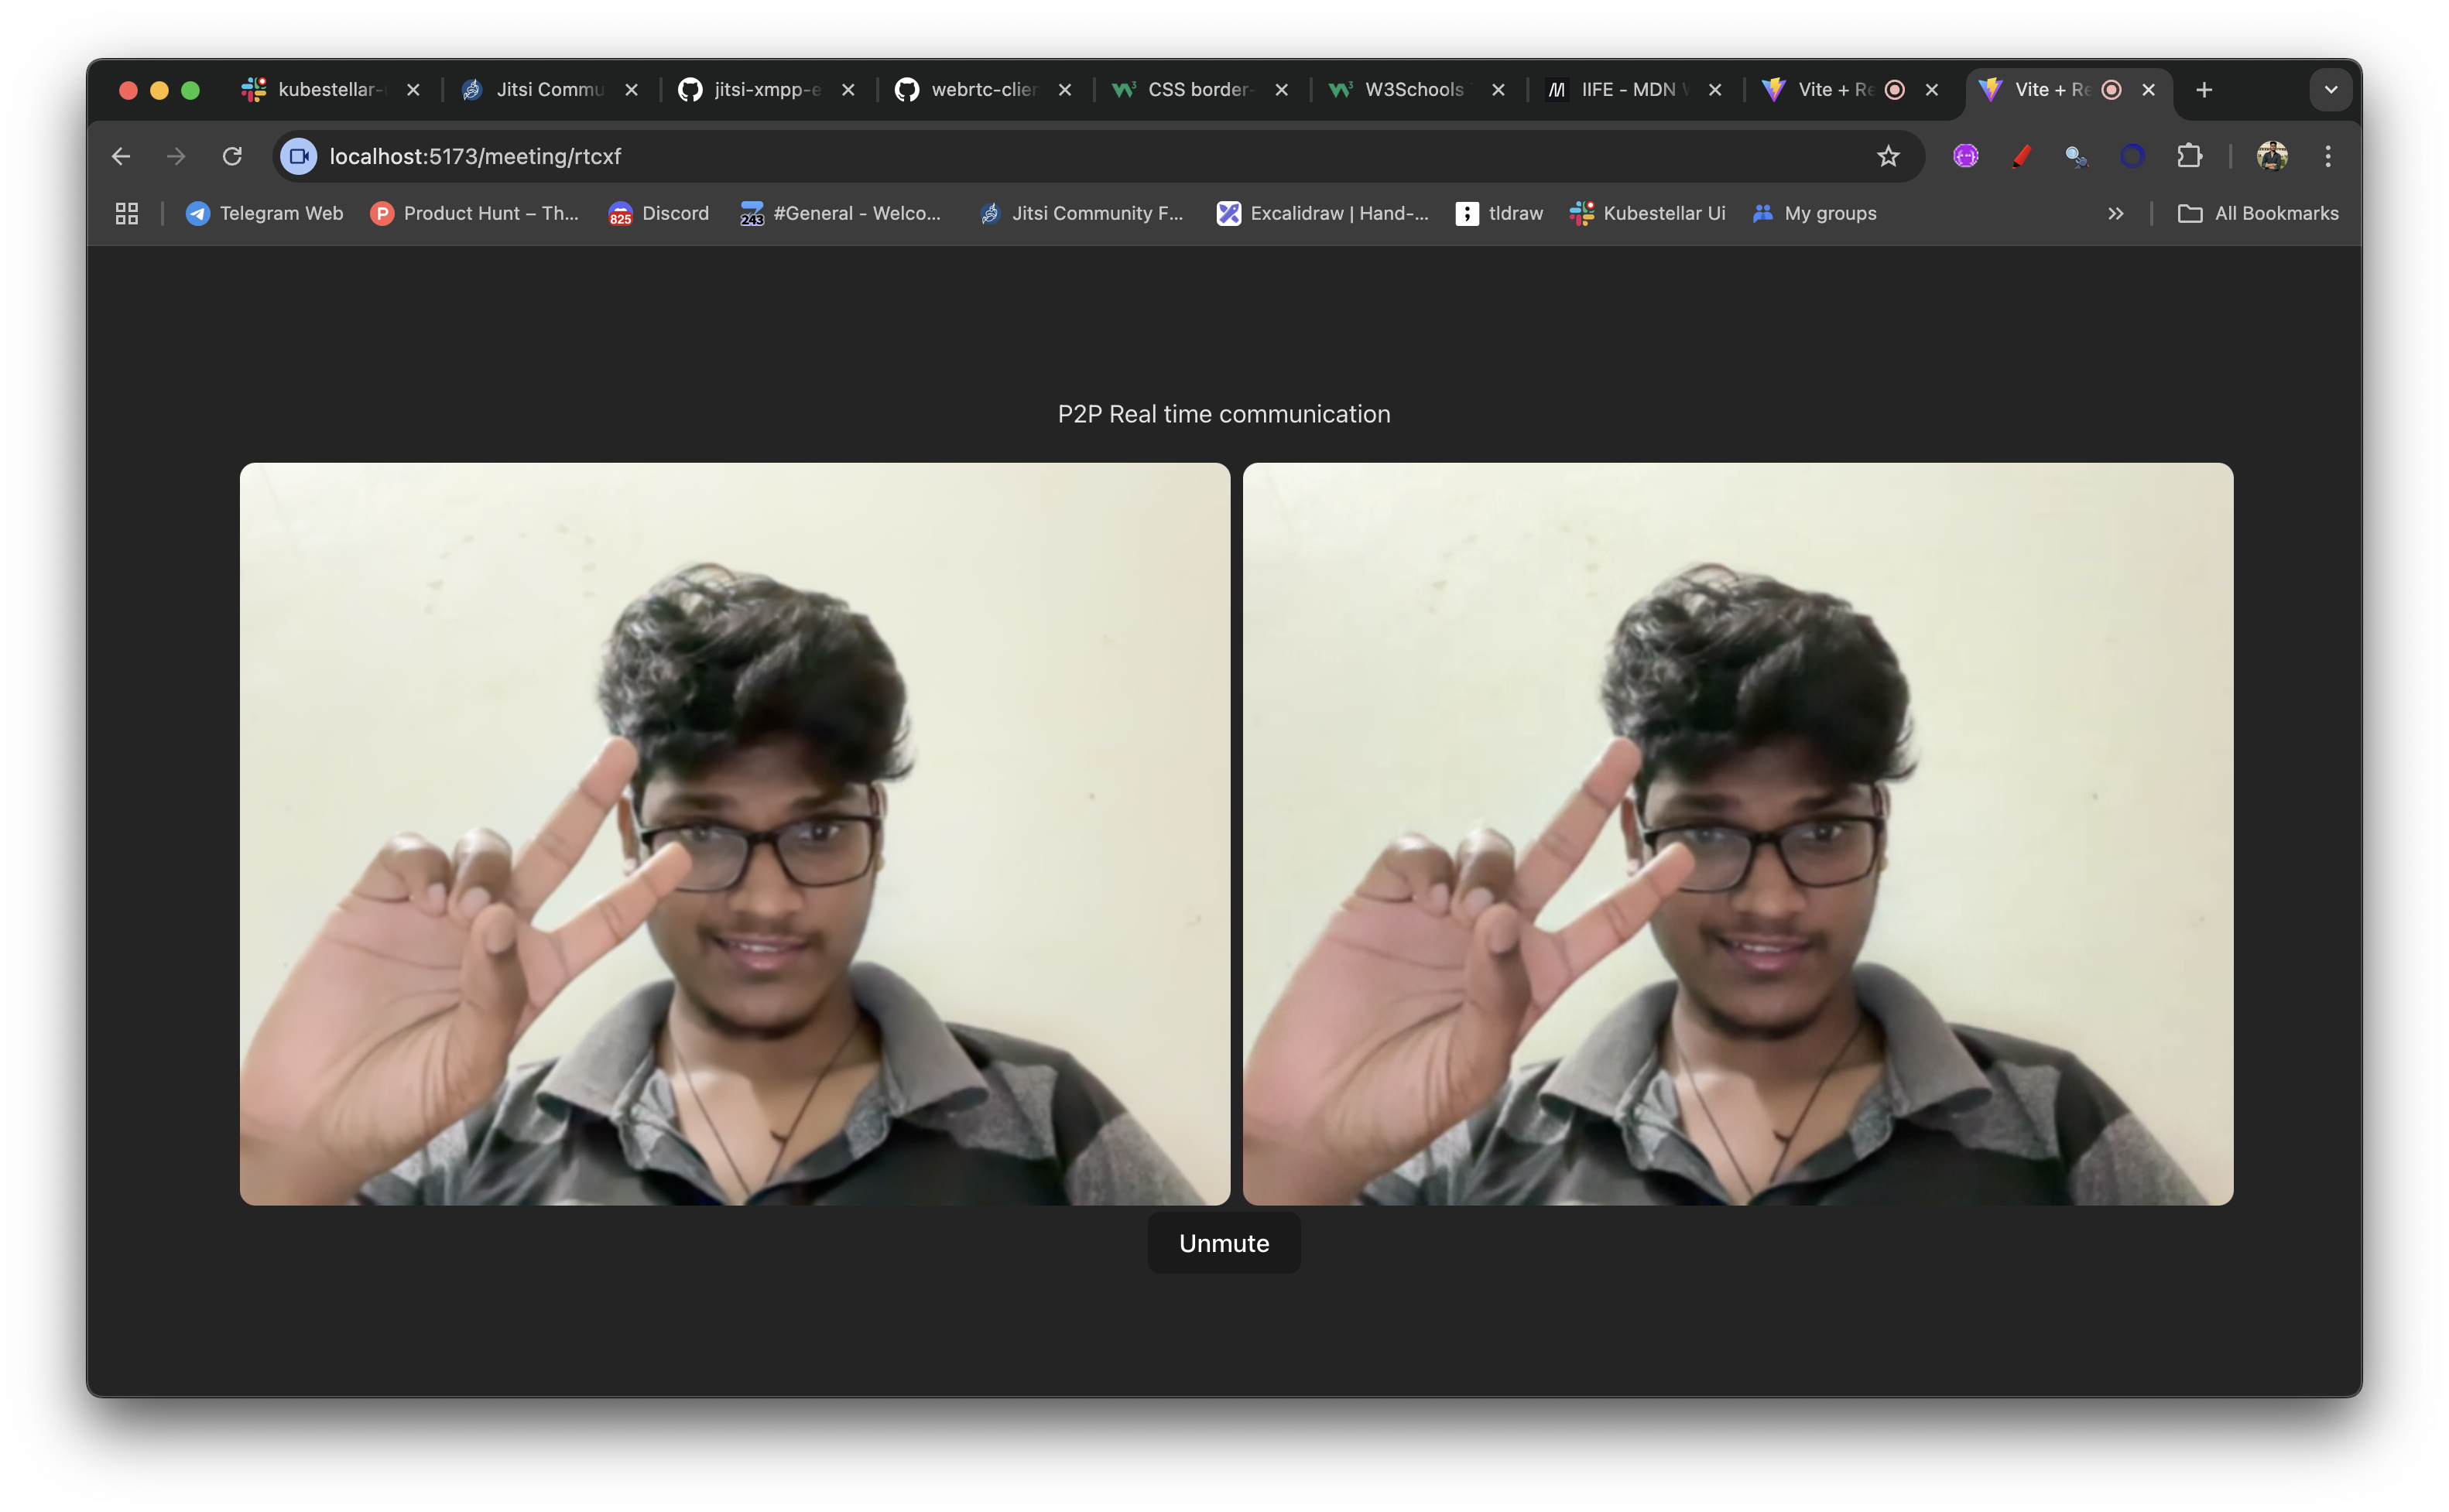 kubestellar-
Jitsi Commu
jitsi-xmpp-e
webrtc-clien
CSS border-
W3Schools
IIFE - MDN
Vite + Re
Vite + Re
localhost:5173/meeting/rtcxf
Telegram Web
Product Hunt – Th...
825
Discord
243
#General - Welco...
Jitsi Community F...
Excalidraw | Hand-...
tldraw
Kubestellar Ui
My groups
All Bookmarks
P2P Real time communication
Unmute